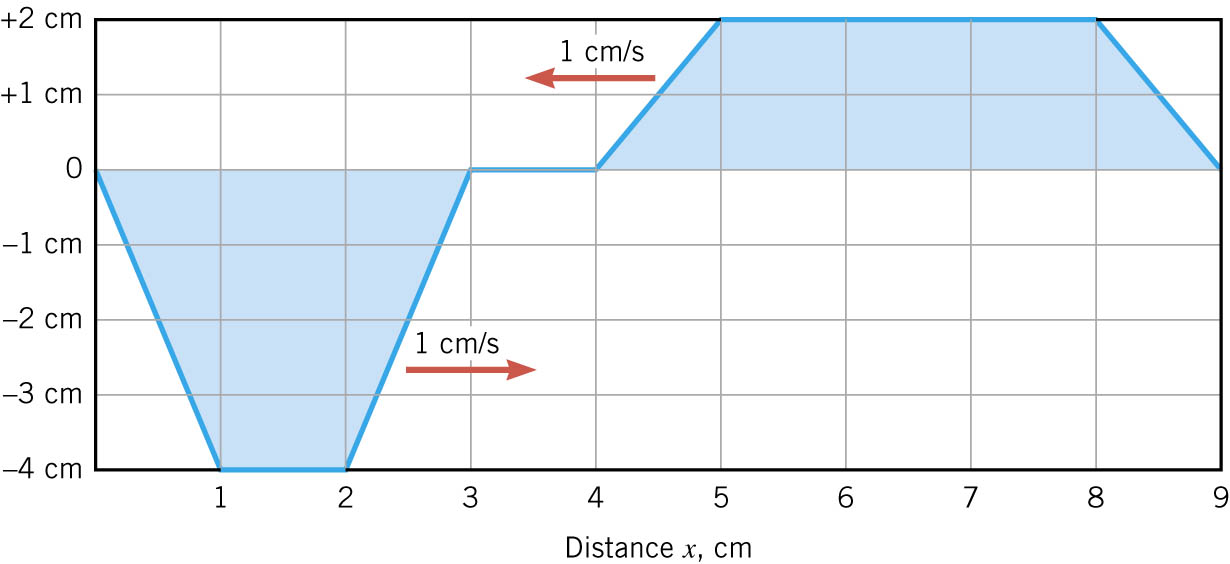 +2 cm
1 cm/s
+1 cm
0
–1 cm
–2 cm
1 cm/s
–3 cm
–4 cm
1 2 3 4 5 6 7 8 9
Distance x, cm